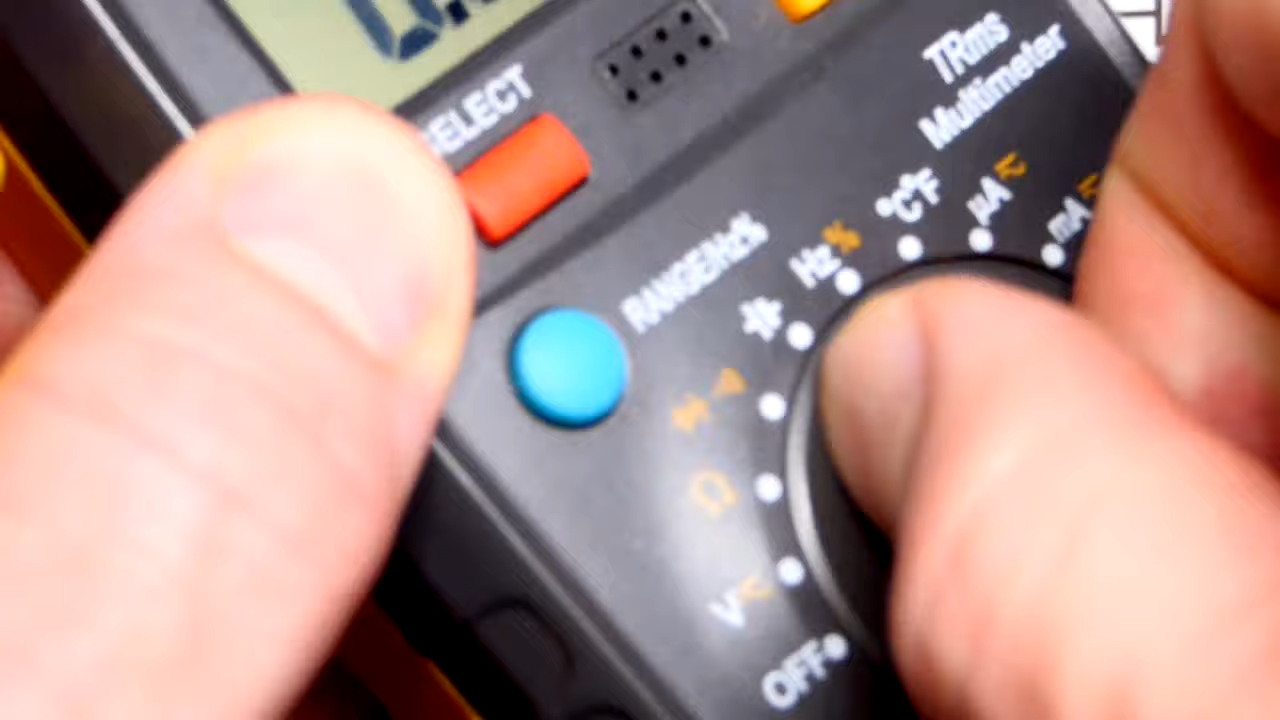 SELECT
TRms
Multimeter
RANGE/Hz%
Hz%
°C°F
µA
mA
Ω
V
OFF